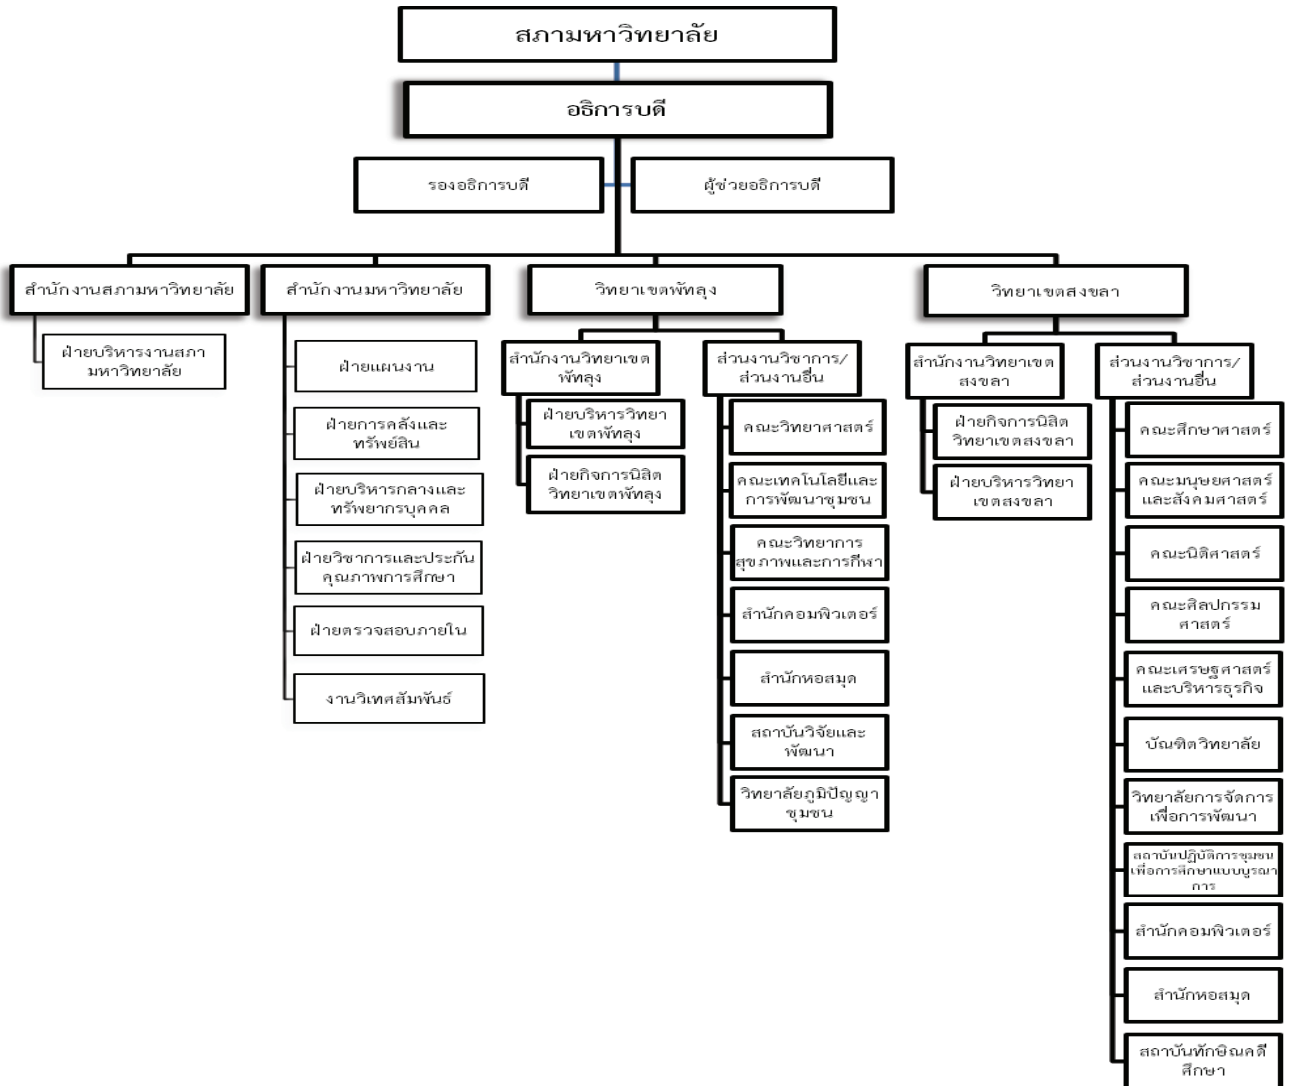 สภามหาวิทยาลัย
อธิการบดี
รองอธิการบดี
ผู้ช่วยอธิการบดี
สำนักงานสภามหาวิทยาลัย
ฝ่ายบริหารงานสภา
มหาวิทยาลัย
สำนักงานมหาวิทยาลัย
ฝ่ายแผนงาน
ฝ่ายการคลังและ
ทรัพย์สิน
ฝ่ายบริหารกลางและ
ทรัพยากรบุคคล
ฝ่ายวิชาการและประกัน
คุณภาพการศึกษา
ฝ่ายตรวจสอบภายใน
งานวิเทศสัมพันธ์
วิทยาเขตพัทลุง
สำนักงานวิทยาเขต
พัทลุง
ฝ่ายบริหารวิทยา
เขตพัทลุง
ฝ่ายกิจการนิสิต
วิทยาเขตพัทลุง
ส่วนงานวิชาการ/
ส่วนงานอื่น
คณะวิทยาศาสตร์
คณะเทคโนโลยีและ
การพัฒนาชุมชน
คณะวิทยาการ
สุขภาพและการกีฬา
สำนักคอมพิวเตอร์
สำนักหอสมุด
สถาบันวิจัยและ
พัฒนา
วิทยาลัยภูมิปัญญา
ชุมชน
วิทยาเขตสงขลา
สำนักงานวิทยาเขต
สงขลา
ฝ่ายกิจการนิสิต
วิทยาเขตสงขลา
ฝ่ายบริหารวิทยา
เขตสงขลา
ส่วนงานวิชาการ/
ส่วนงานอื่น
คณะศึกษาศาสตร์
คณะมนุษยศาสตร์
และสังคมศาสตร์
คณะนิติศาสตร์
คณะศิลปกรรม
ศาสตร์
คณะเศรษฐศาสตร์
และบริหารธุรกิจ
บัณฑิตวิทยาลัย
วิทยาลัยการจัดการ
เพื่อการพัฒนา
สถาบันปฏิบัติการชุมชน
เพื่อการศึกษาแบบบูรณา
การ
สำนักคอมพิวเตอร์
สำนักหอสมุด
สถาบันทักษิณคดี
ศึกษา